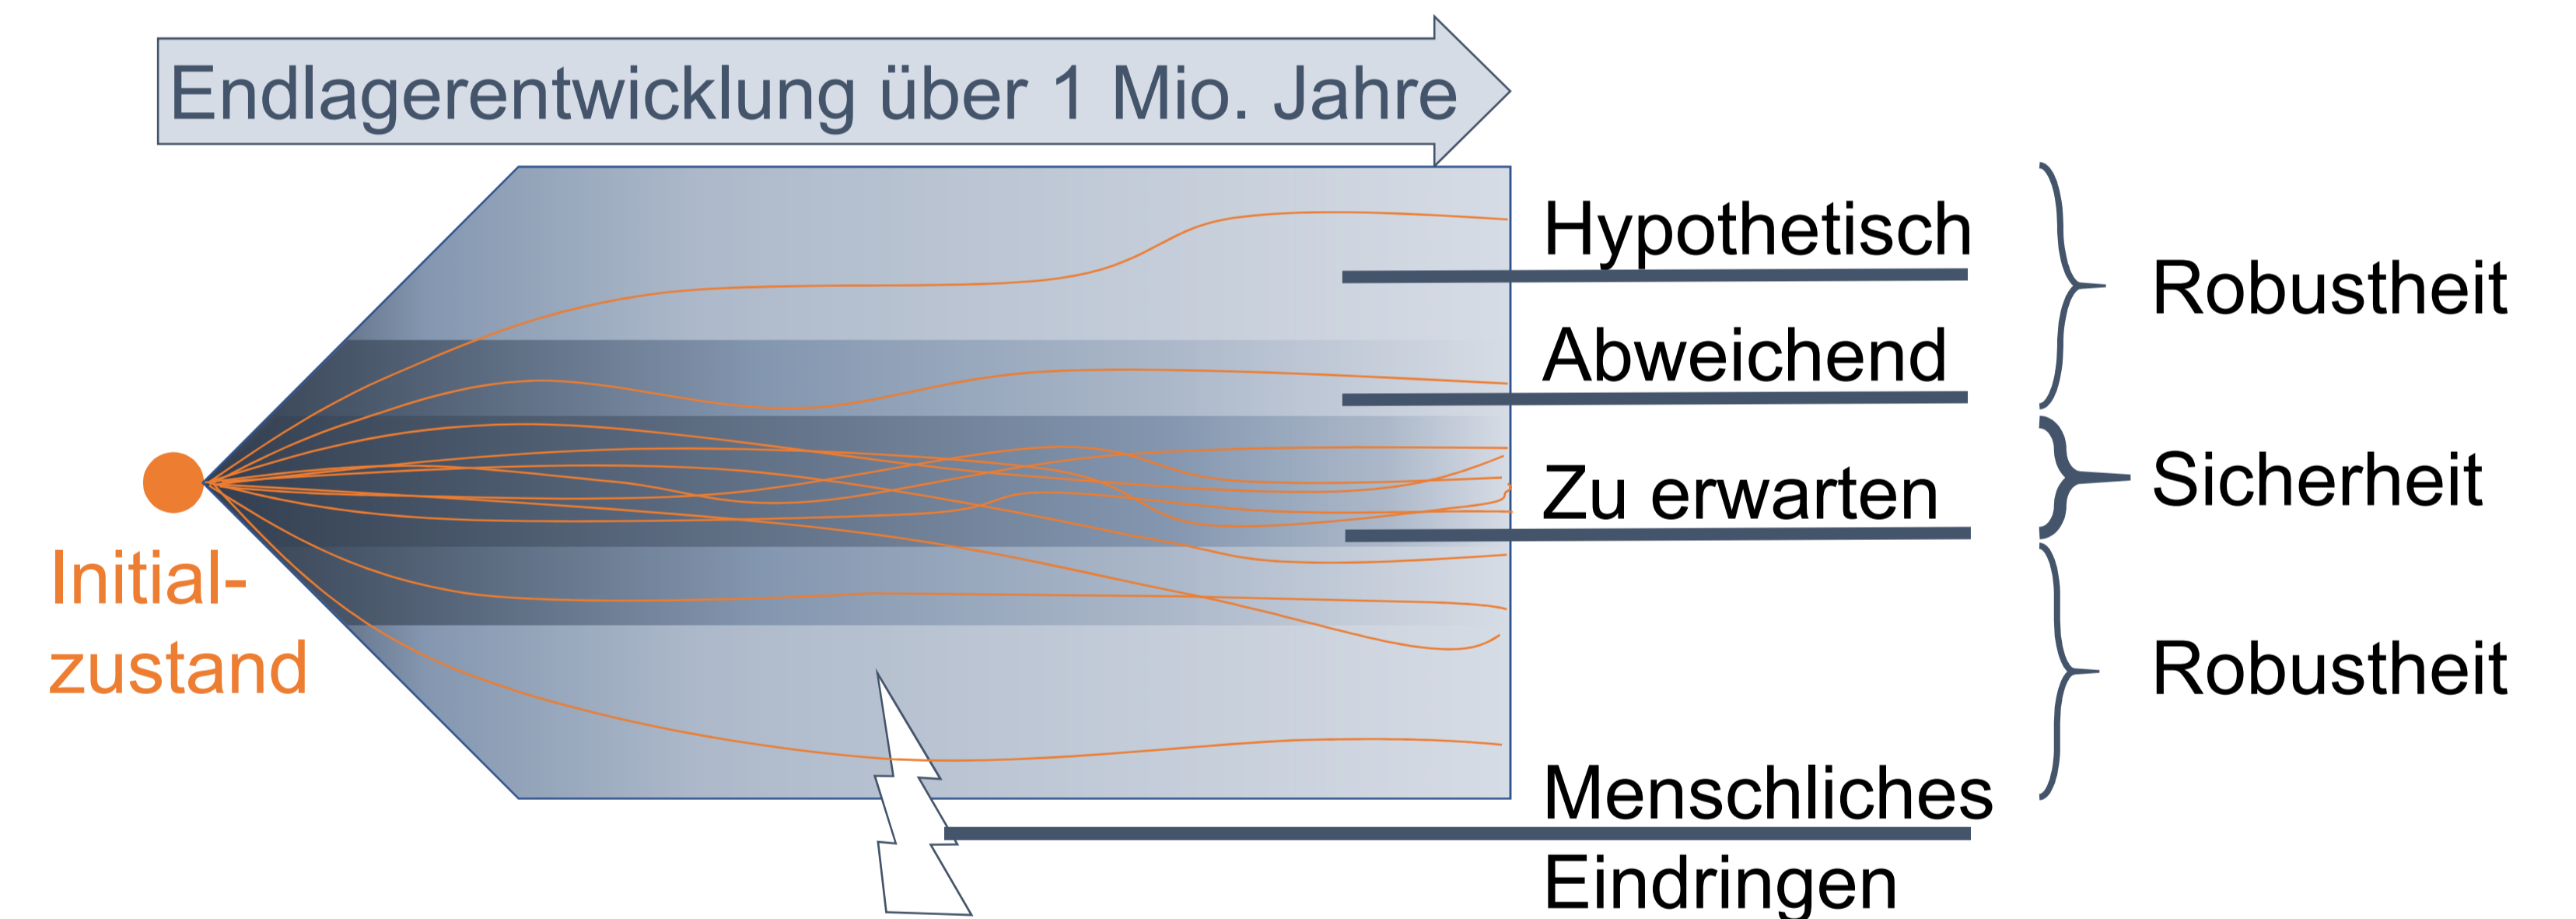 Endlagerentwicklung über 1 Mio. Jahre
Hypothetisch
Robustheit
Abweichend
Zu erwarten
Sicherheit
Initial-
zustand
Robustheit
Menschliches
Eindringen